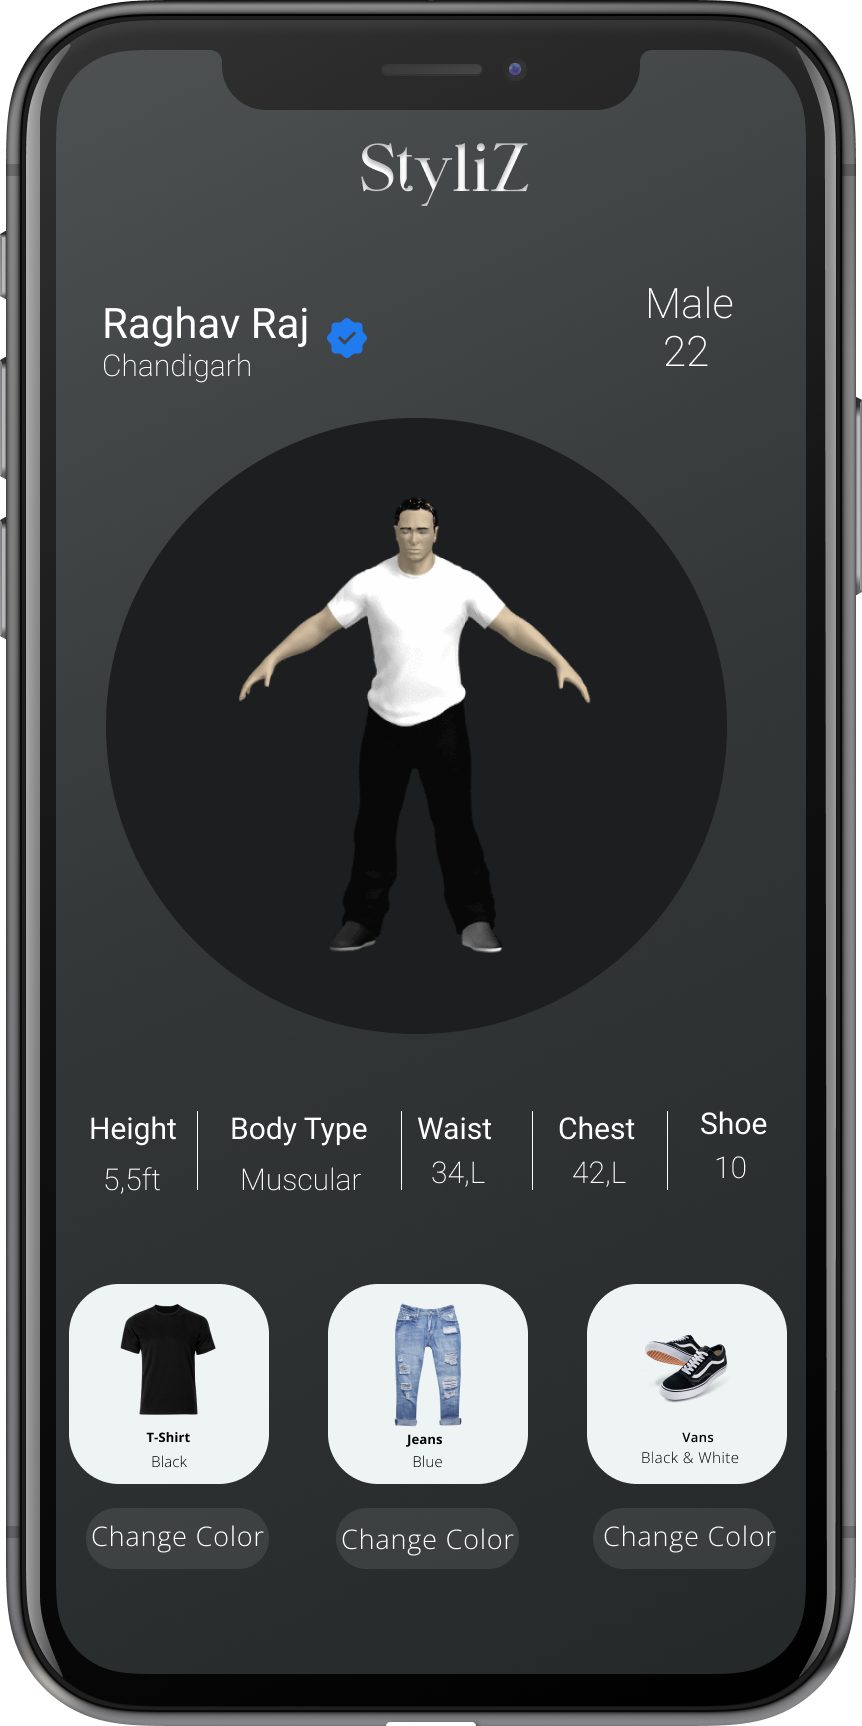 StyliZ
Raghav Raj
Chandigarh
Male
22
Height
5,5ft
Body Type
Muscular
Waist
34,L
Chest
42,L
Shoe
10
T-Shirt
Black
Jeans
Blue
Vans
Black & White
Change Color
Change Color
Change Color